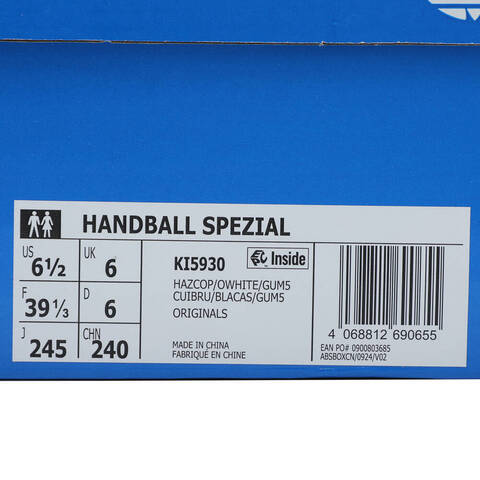 HANDBALL SPEZIAL
US 6½ UK 6
F 39⅓ D 6
J 245 CHN 240
KI5930 Inside
HAZCOP/OWHITE/GUM5
CUIBRU/BLACAS/GUM5
ORIGINALS
MADE IN CHINA
FABRIQUÉ EN CHINE
4 068812 690655
EAN PO# 0900803685
ABSBOXCN/0924/V02